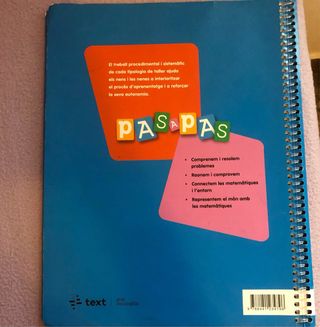 El treball procedimental i sistemàtic
de cada tipologia de taller ajuda
els nens i les nenes a interioritzar
el procés d'aprenentatge i a reforçar
la seva autonomia.
PAS A PAS
• Comprenem i resolem
problemes
• Raonem i comprovem
• Connectem les matemàtiques
i l'entorn
• Representem el món amb
les matemàtiques
text